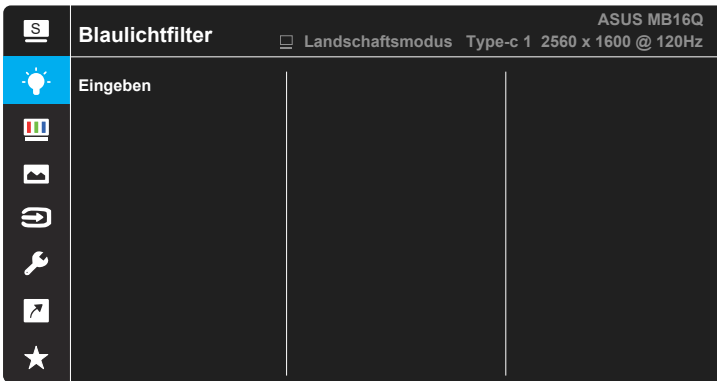 S
Blaulichtfilter
ASUS MB16Q
Landschaftsmodus Type-c 1 2560 x 1600 @ 120Hz
Eingeben